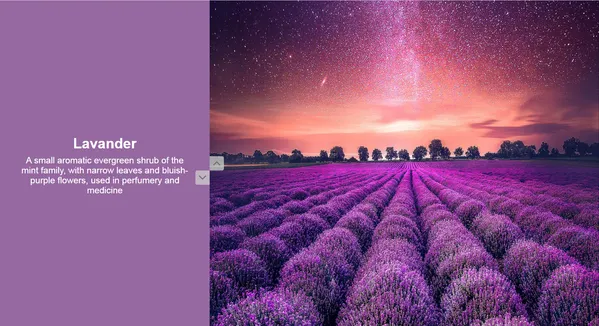 Lavander
A small aromatic evergreen shrub of the
mint family, with narrow leaves and bluish-
purple flowers, used in perfumery and
medicine